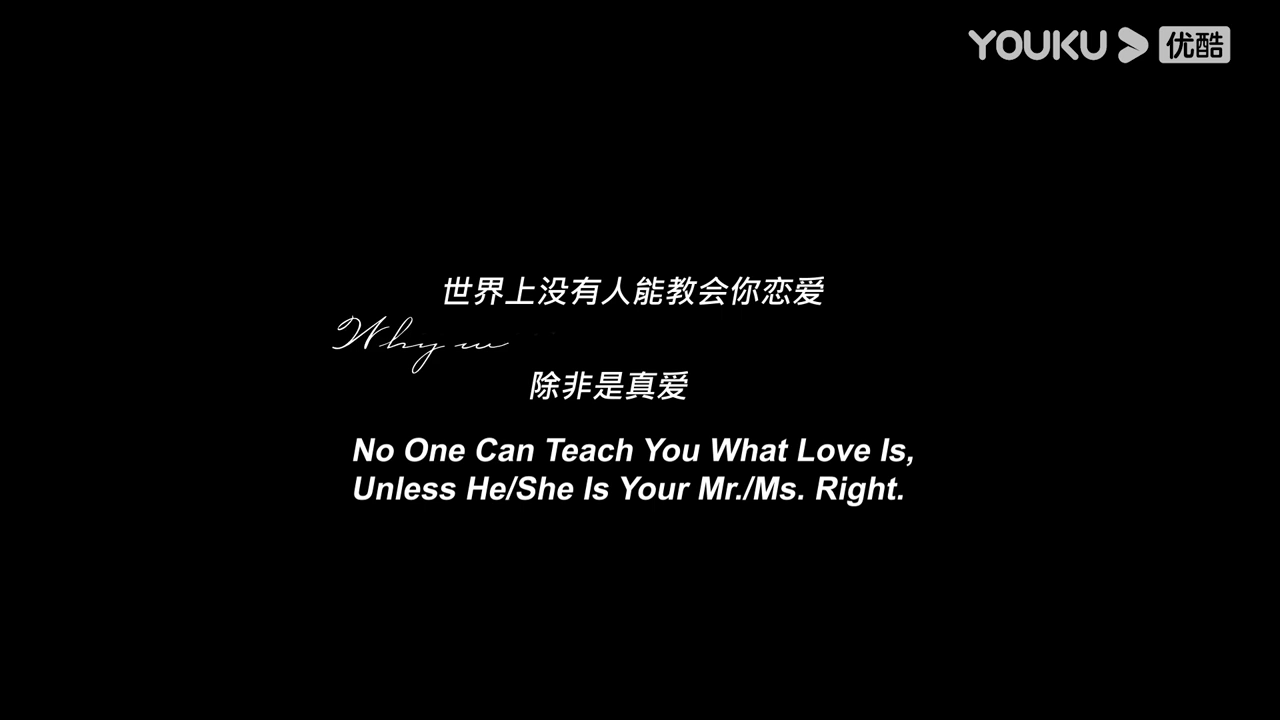 YOUKU 优酷
世界上没有人能教会你恋爱
Why w
除非是真爱
No One Can Teach You What Love Is,
Unless He/She Is Your Mr./Ms. Right.